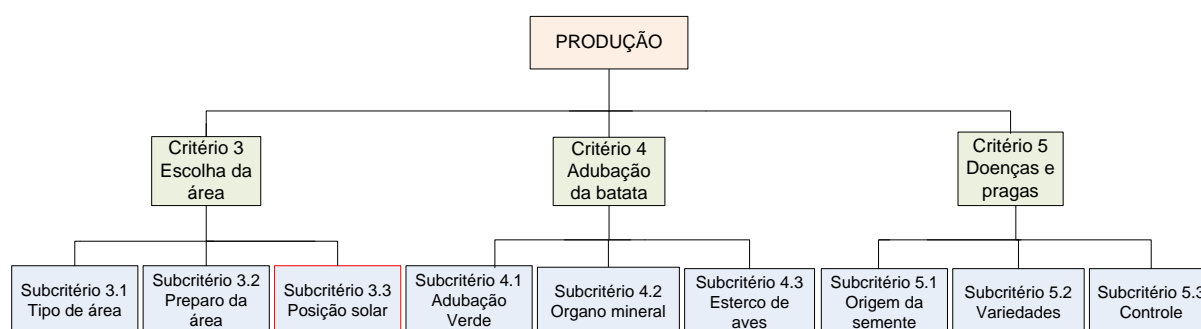 PRODUÇÃO
Critério 3
Escolha da
área
Critério 4
Adubação
da batata
Critério 5
Doenças e
pragas
Subcritério 3.1
Tipo de área
Subcritério 3.2
Preparo da
área
Subcritério 3.3
Posição solar
Subcritério 4.1
Adubação
Verde
Subcritério 4.2
Organo mineral
Subcritério 4.3
Esterco de
aves
Subcritério 5.1
Origem da
semente
Subcritério 5.2
Variedades
Subcritério 5.3
Controle